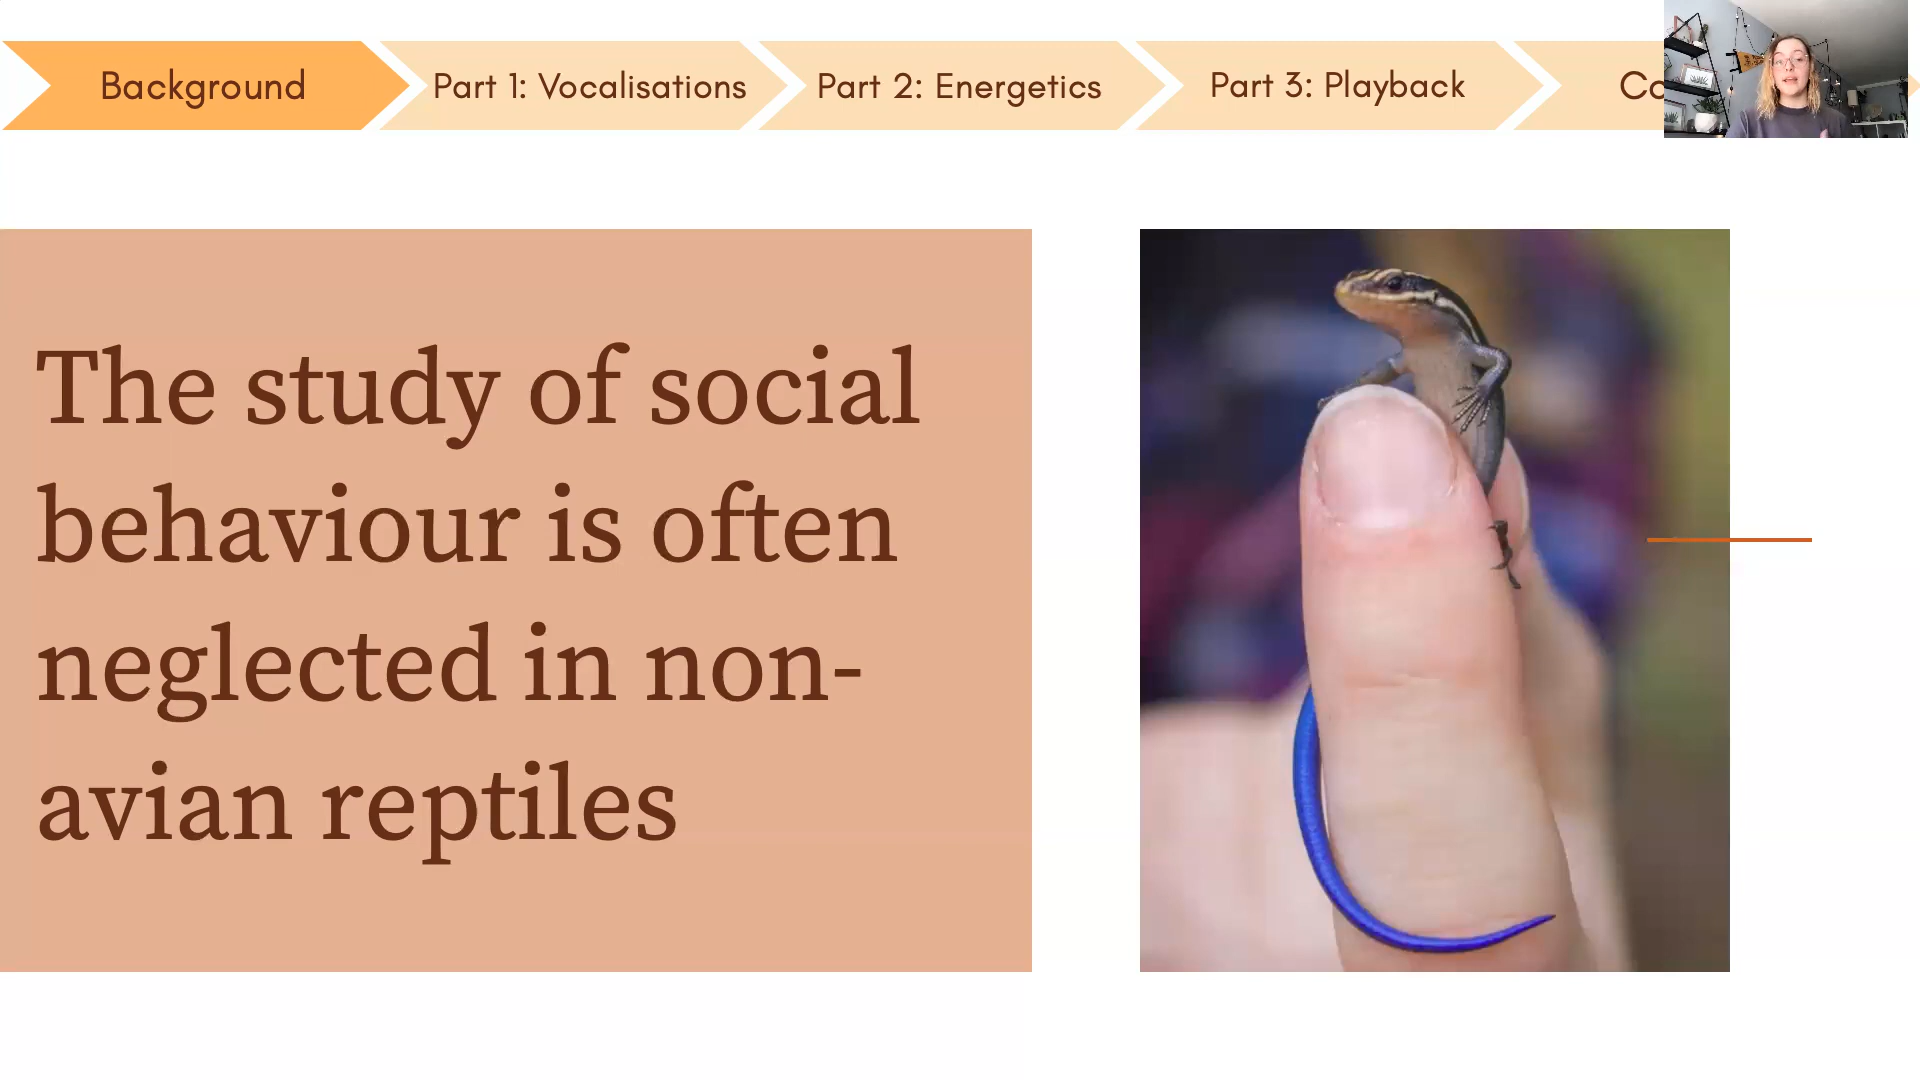 Background
Part 1: Vocalisations
Part 2: Energetics
Part 3: Playback
The study of social
behaviour is often
neglected in non-
avian reptiles